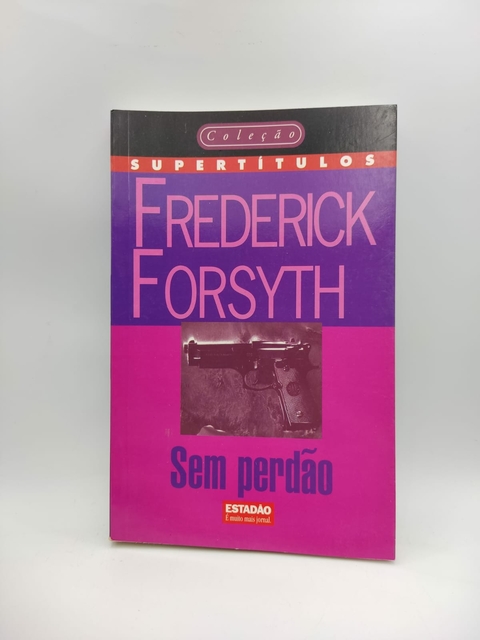 Coleção
SUPERTÍTULOS
FREDERICK
FORSYTH
Sem perdão
ESTADÃO
É muito mais jornal.